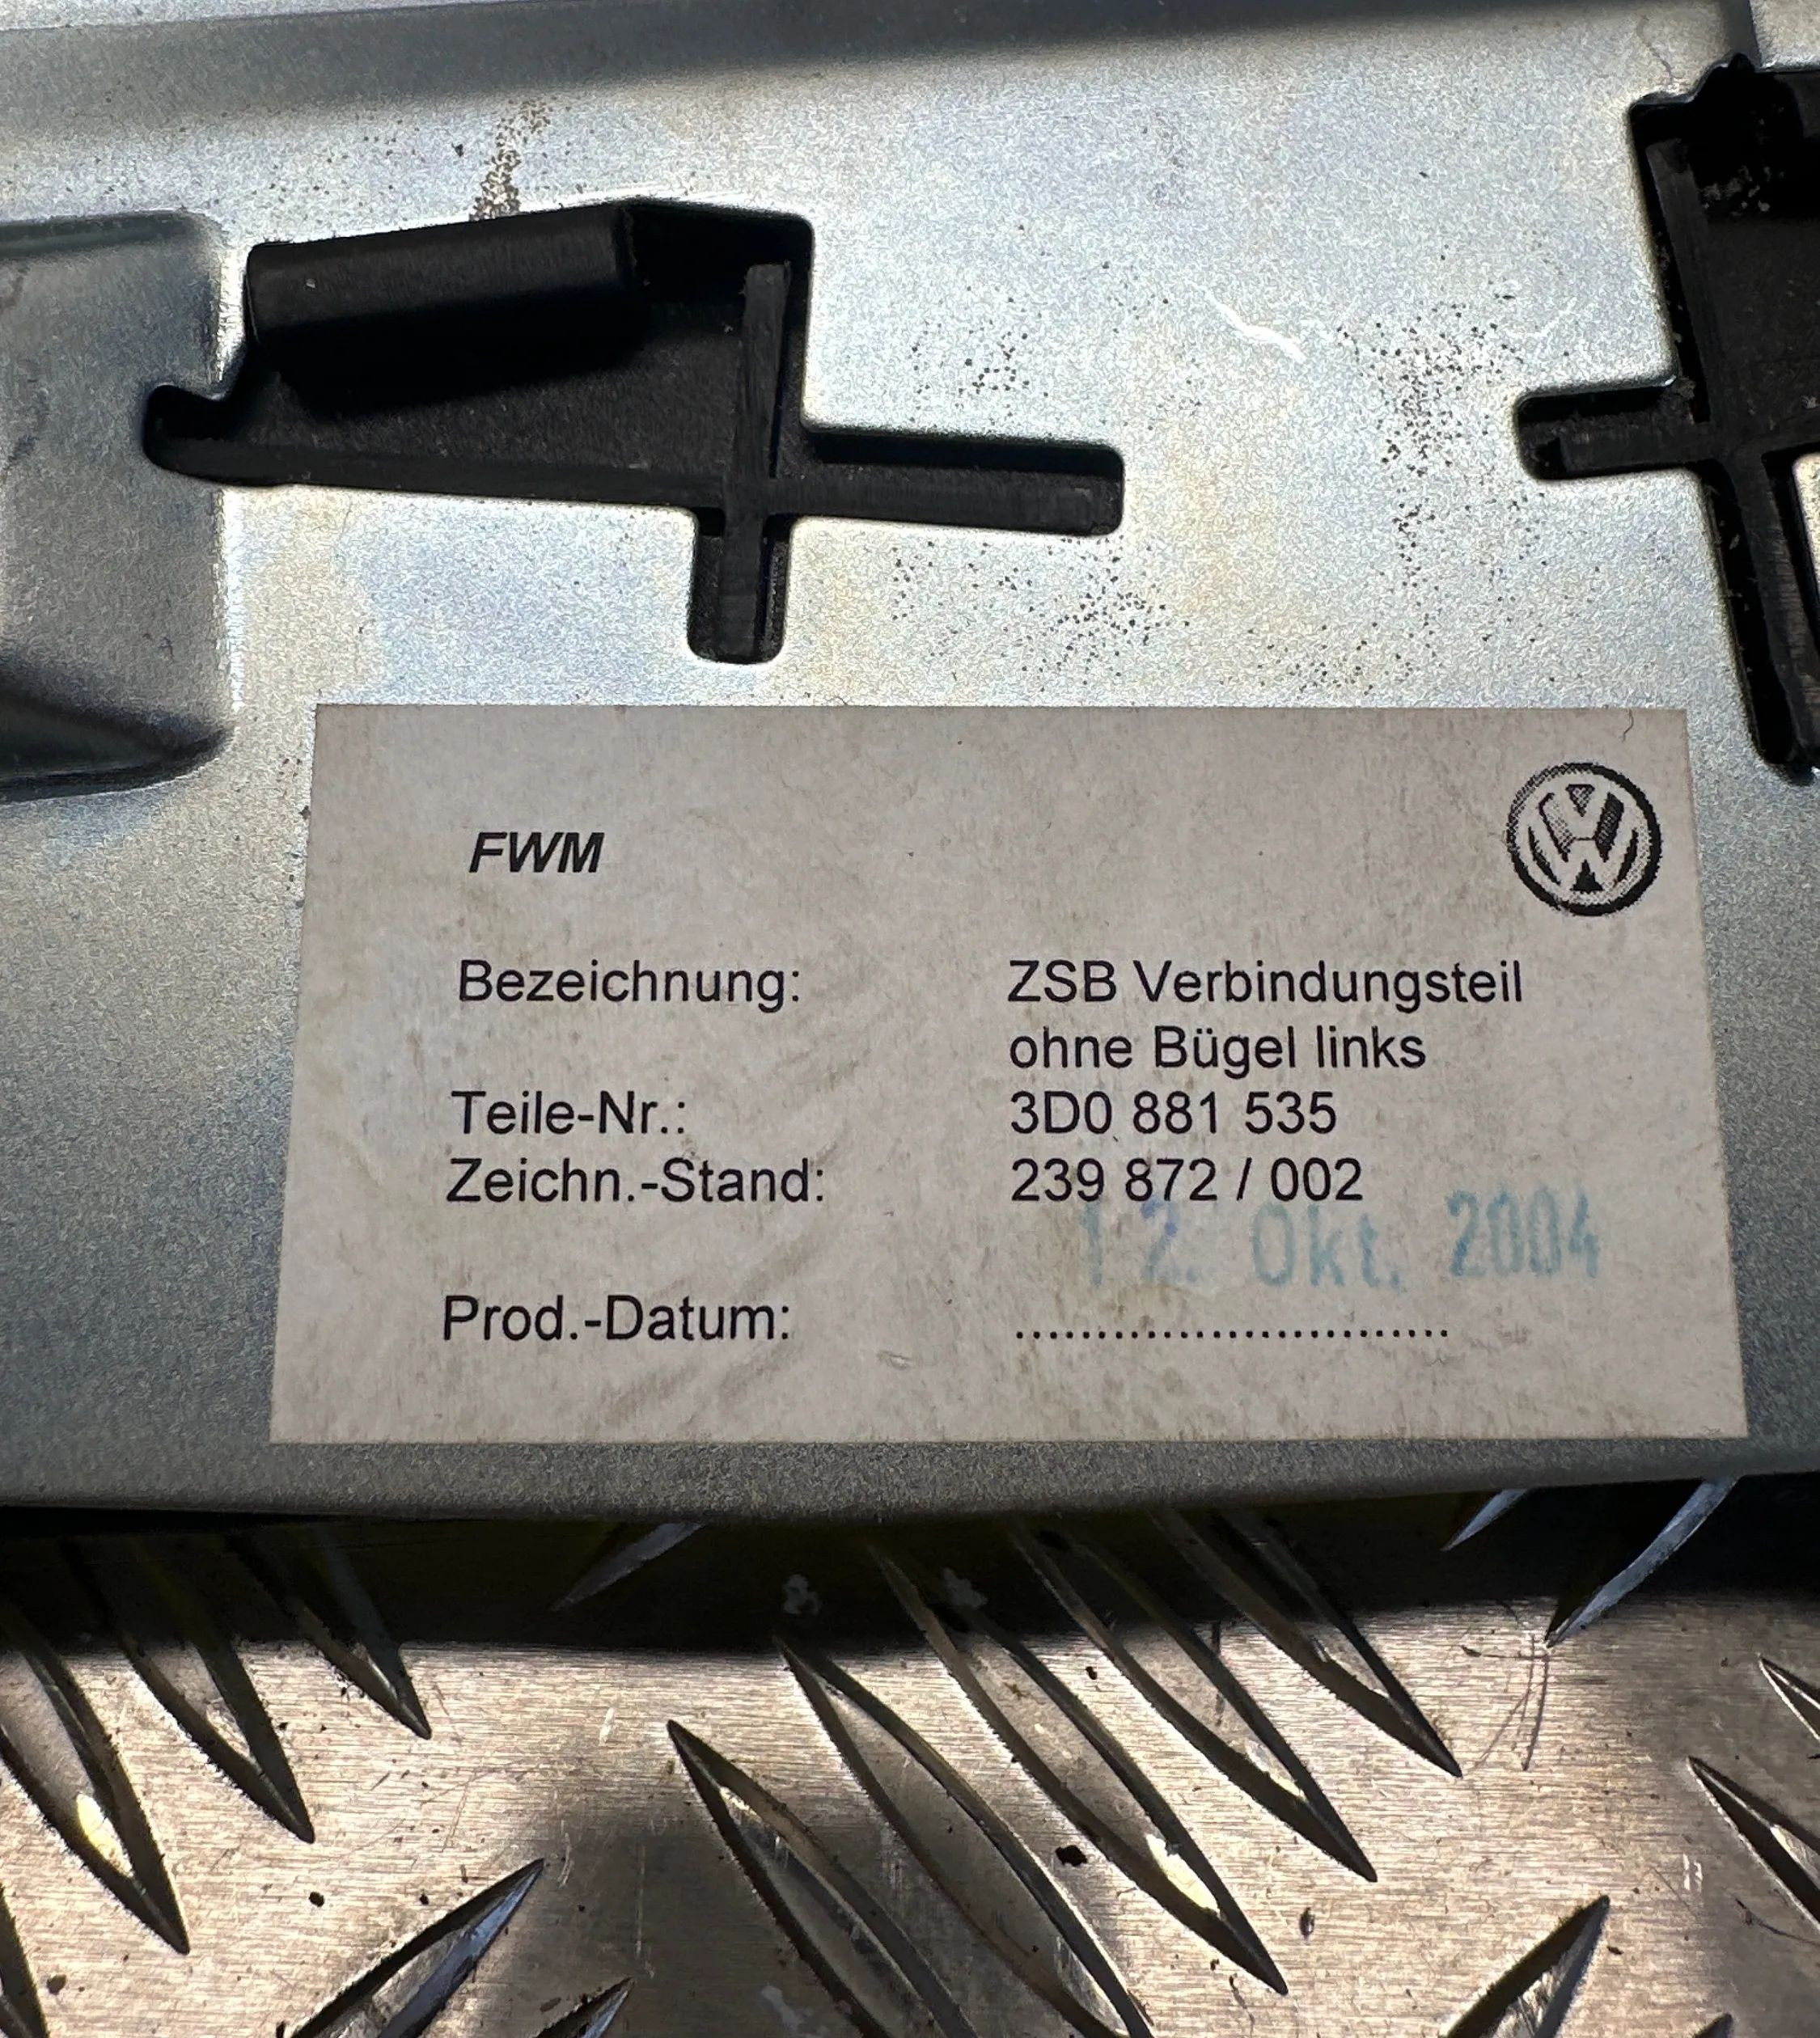 FWM
Bezeichnung: ZSB Verbindungsteil
ohne Bügel links
Teile-Nr.: 3D0 881 535
Zeichn.-Stand: 239 872 / 002
12. Okt. 2004
Prod.-Datum: ...........................